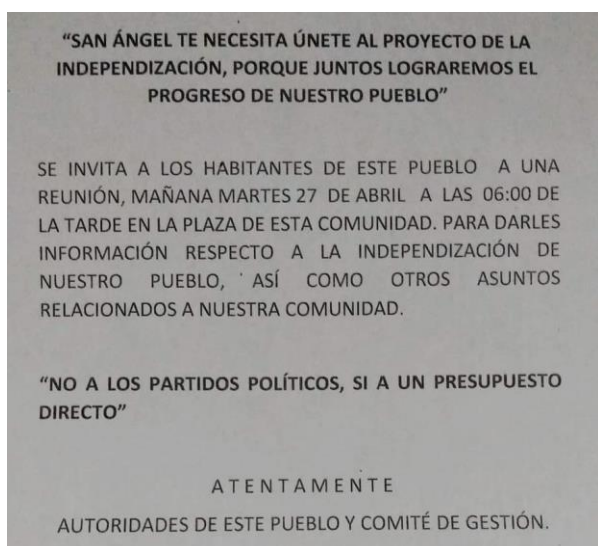 “SAN ÁNGEL TE NECESITA ÚNETE AL PROYECTO DE LA
INDEPENDIZACIÓN, PORQUE JUNTOS LOGRAREMOS EL
PROGRESO DE NUESTRO PUEBLO”
SE INVITA A LOS HABITANTES DE ESTE PUEBLO A UNA
REUNIÓN, MAÑANA MARTES 27 DE ABRIL A LAS 06:00 DE
LA TARDE EN LA PLAZA DE ESTA COMUNIDAD. PARA DARLES
INFORMACIÓN RESPECTO A LA INDEPENDIZACIÓN DE
NUESTRO PUEBLO, ASÍ COMO OTROS ASUNTOS
RELACIONADOS A NUESTRA COMUNIDAD.
“NO A LOS PARTIDOS POLÍTICOS, SI A UN PRESUPUESTO
DIRECTO”
A T E N T A M E N T E
AUTORIDADES DE ESTE PUEBLO Y COMITÉ DE GESTIÓN.